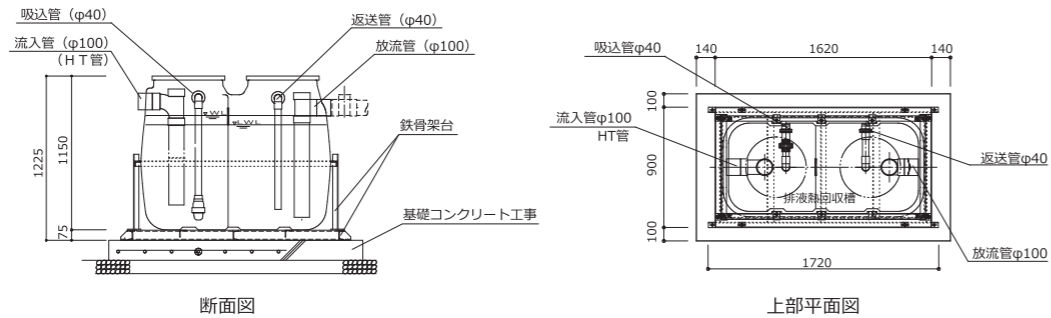 吸込管（φ40）
流入管（φ100）
（ＨＴ管）
返送管（φ40）
放流管（φ100）
L.W.L
L.W.L
鉄骨架台
基礎コンクリート工事
1225
1150
75
断面図
吸込管φ40
140
1620
140
流入管φ100
HT管
100
900
100
排液熱回収槽
返送管φ40
放流管φ100
1720
上部平面図